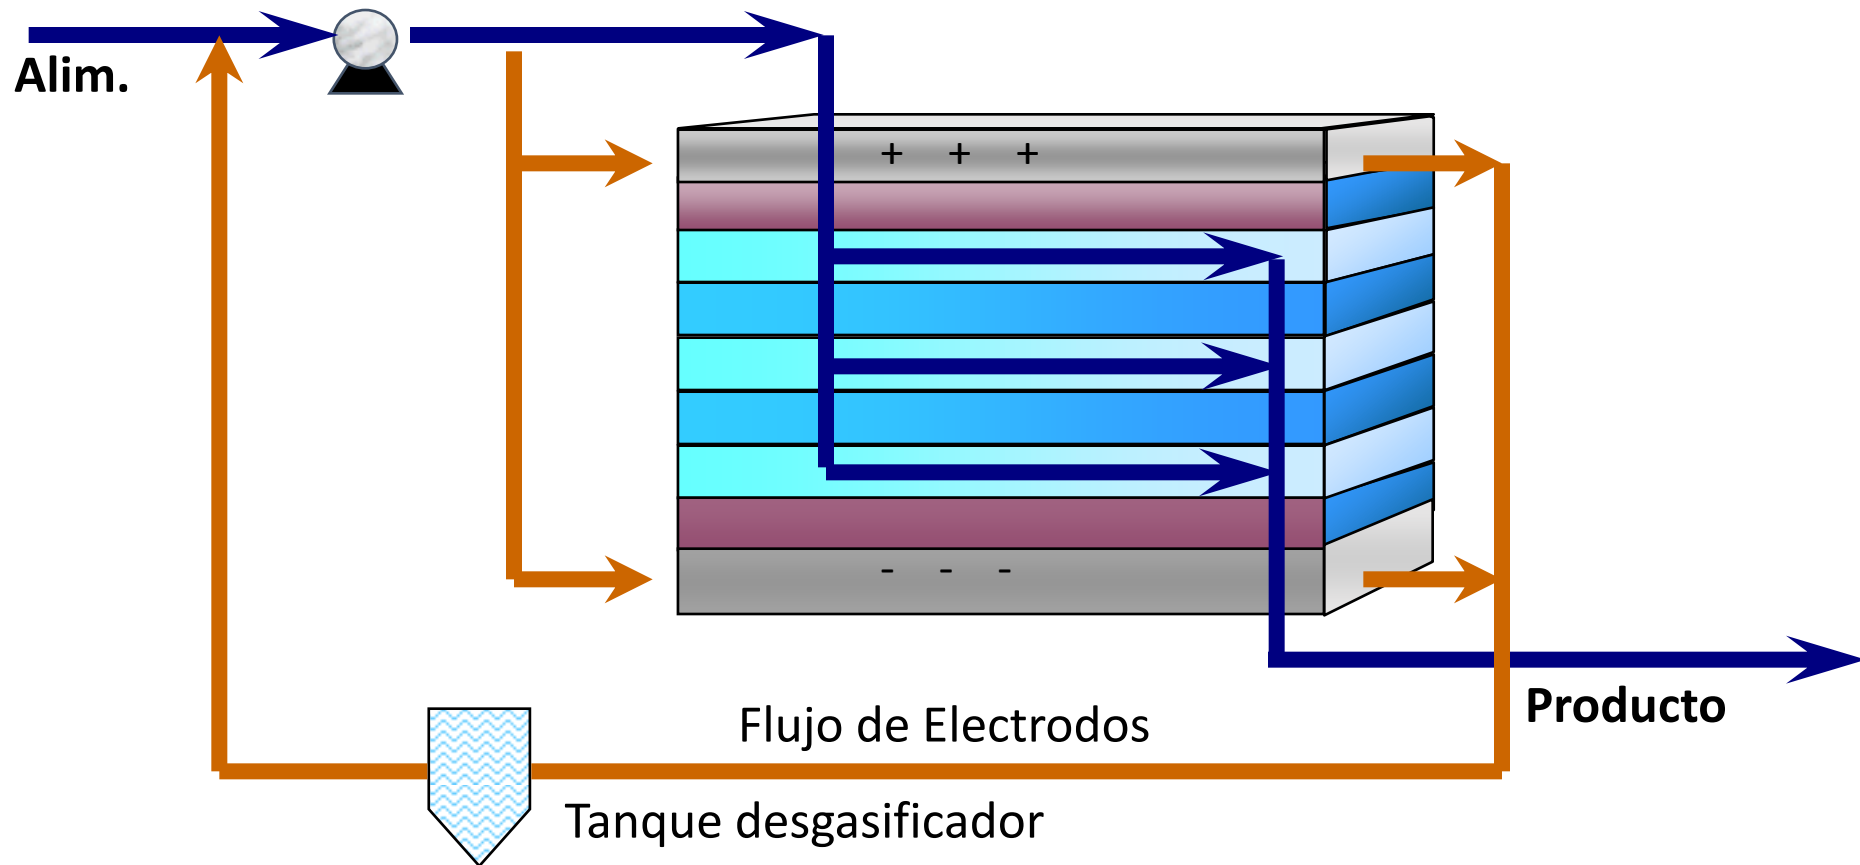 Alim.
+ + +
- - -
Producto
Flujo de Electrodos
Tanque desgasificador